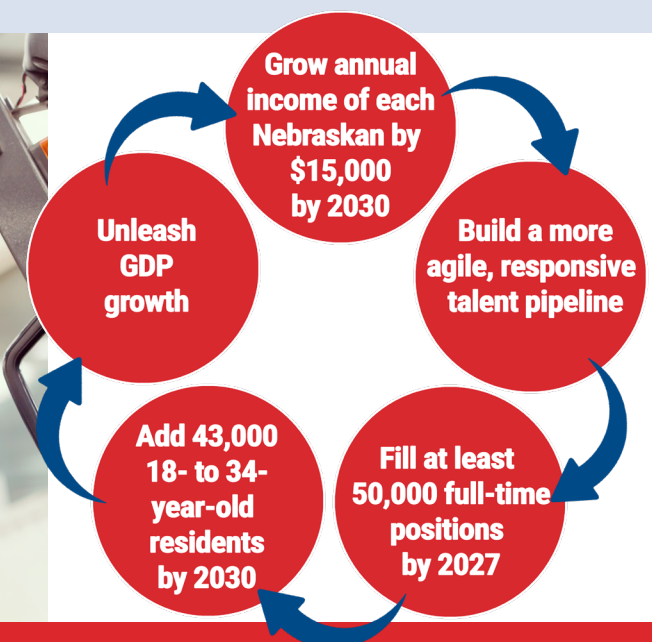 Grow annual
income of each
Nebraskan by
$15,000
by 2030
Build a more
agile, responsive
talent pipeline
Fill at least
50,000 full-time
positions
by 2027
Add 43,000
18- to 34-
year-old
residents
by 2030
Unleash
GDP
growth